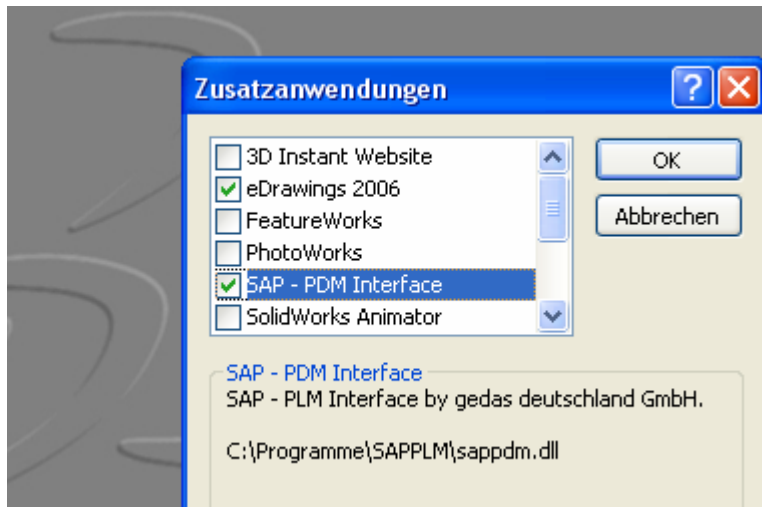 Zusatzanwendungen
3D Instant Website
eDrawings 2006
FeatureWorks
PhotoWorks
SAP - PDM Interface
SolidWorks Animator
OK
Abbrechen
SAP - PDM Interface
SAP - PLM Interface by gedas deutschland GmbH.
C:\Programme\SAPPLM\sappdm.dll